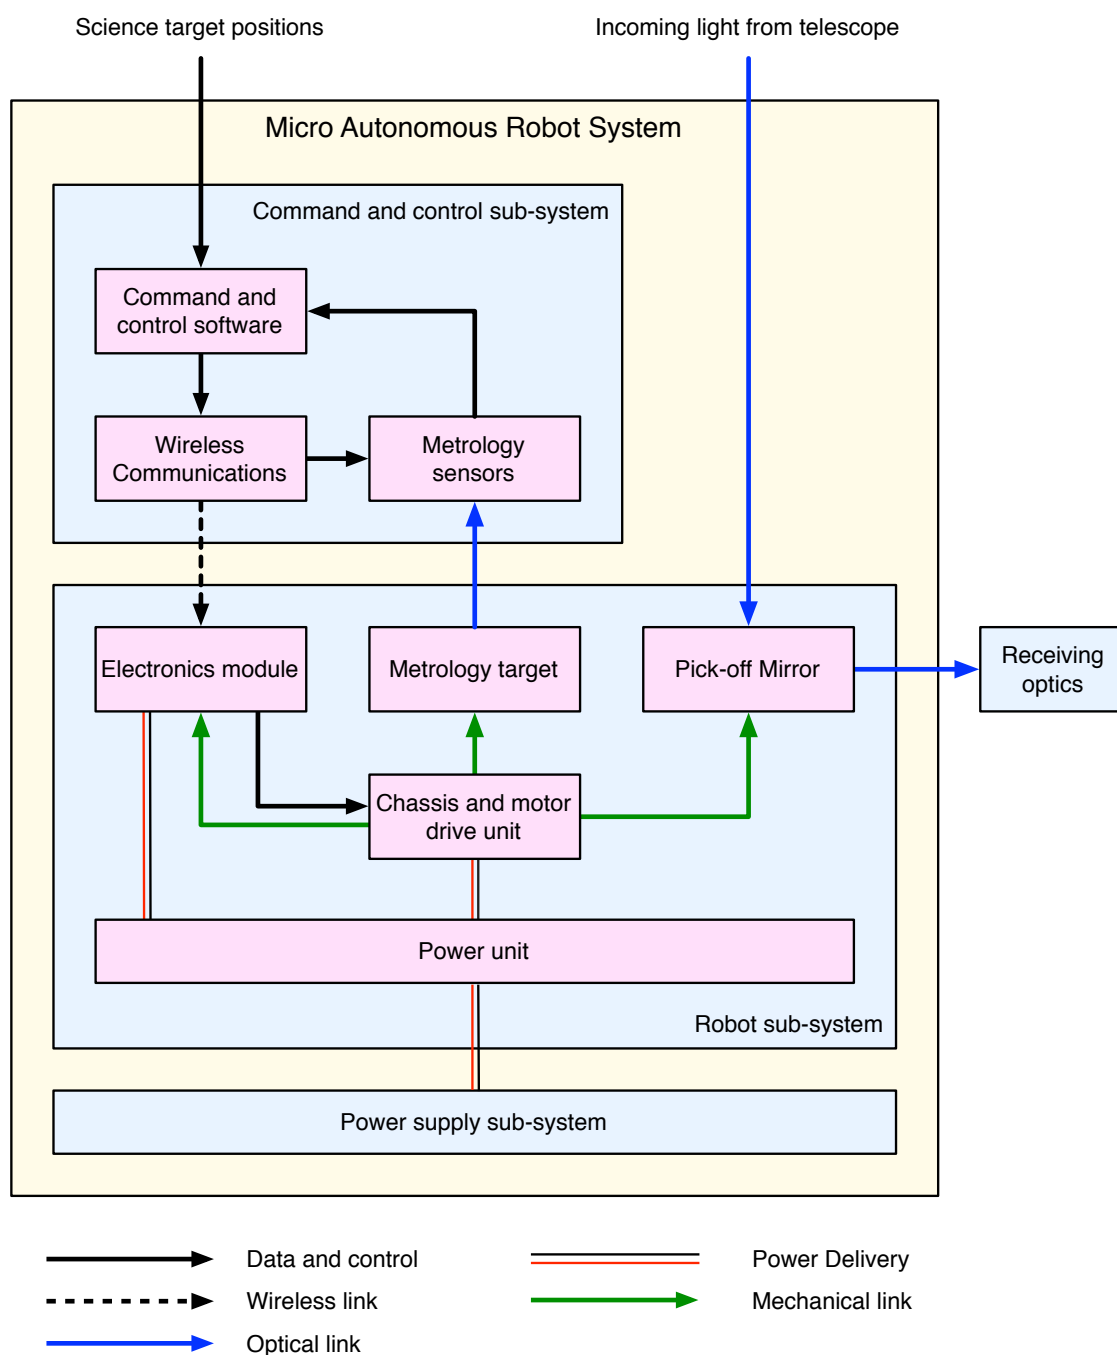 Science target positions
Incoming light from telescope
Micro Autonomous Robot System
Command and control sub-system
Command and
control software
Wireless
Communications
Metrology
sensors
Electronics module
Metrology target
Pick-off Mirror
Receiving
optics
Chassis and motor
drive unit
Power unit
Robot sub-system
Power supply sub-system
Data and control
Power Delivery
Wireless link
Mechanical link
Optical link